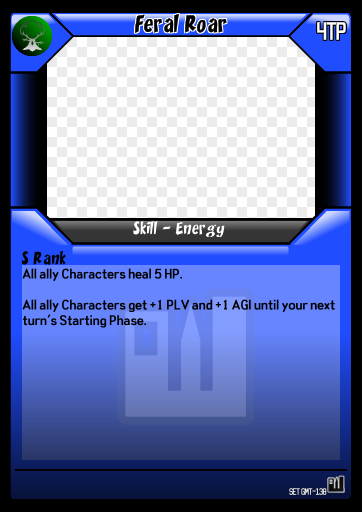 Feral Roar
4TP
Skill - Energy
S Rank
All ally Characters heal 5 HP.
All ally Characters get +1 PLV and +1 AGI until your next
turn's Starting Phase.
SET GMT-138